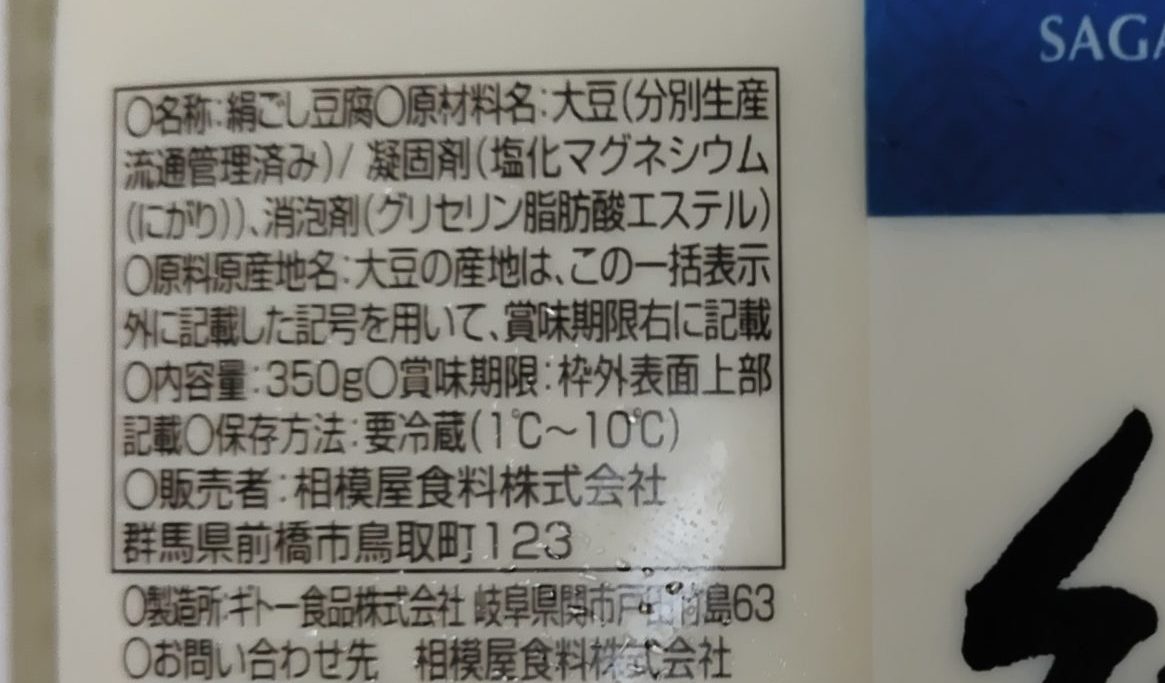 SAGA
○名称:絹ごし豆腐○原材料名:大豆(分別生産
流通管理済み)/ 凝固剤(塩化マグネシウム
(にがり))、消泡剤(グリセリン脂肪酸エステル)
○原料原産地名:大豆の産地は、この一括表示
外に記載した記号を用いて、賞味期限右に記載
○内容量:350g○賞味期限:枠外表面上部
記載○保存方法:要冷蔵(1℃〜10℃)
○販売者:相模屋食料株式会社
群馬県前橋市鳥取町123
○製造所:ギトー食品株式会社 岐阜県関市戸田 島63
○お問い合わせ先 相模屋食料株式会社